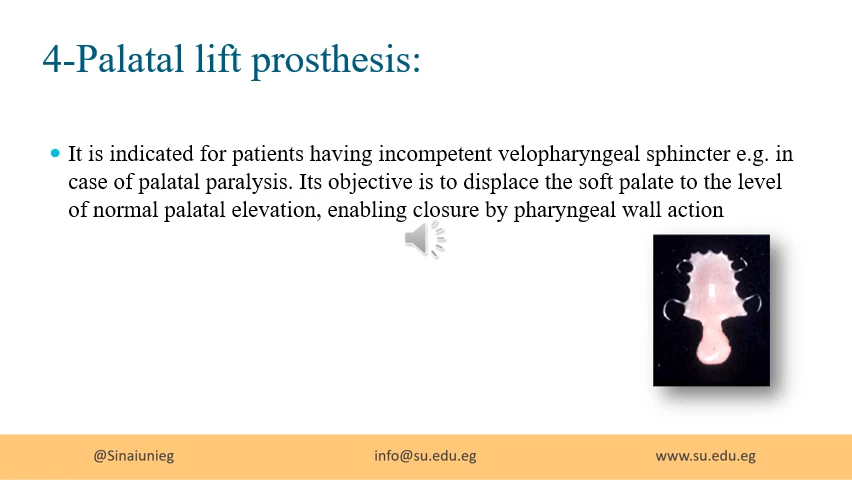 4-Palatal lift prosthesis:
It is indicated for patients having incompetent velopharyngeal sphincter e.g. in
case of palatal paralysis. Its objective is to displace the soft palate to the level
of normal palatal elevation, enabling closure by pharyngeal wall action
@Sinaiunieg info@su.edu.eg www.su.edu.eg